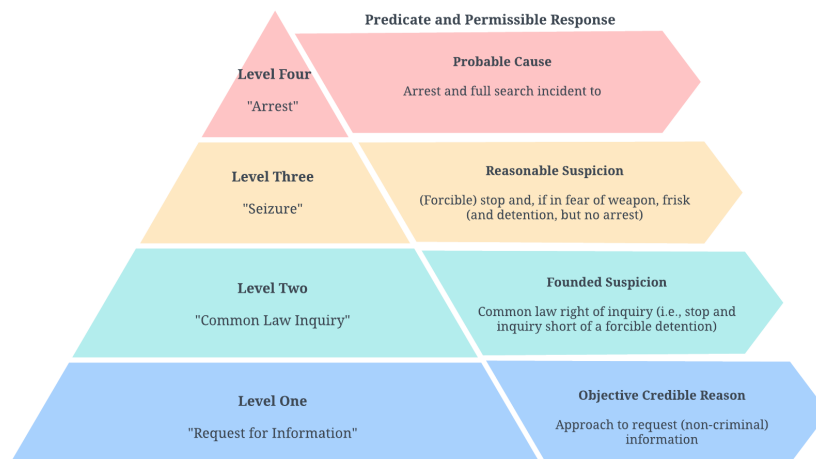 Predicate and Permissible Response
Level Four
"Arrest"
Probable Cause
Arrest and full search incident to
Level Three
"Seizure"
Reasonable Suspicion
(Forcible) stop and, if in fear of weapon, frisk
(and detention, but no arrest)
Level Two
"Common Law Inquiry"
Founded Suspicion
Common law right of inquiry (i.e., stop and
inquiry short of a forcible detention)
Level One
"Request for Information"
Objective Credible Reason
Approach to request (non-criminal)
information